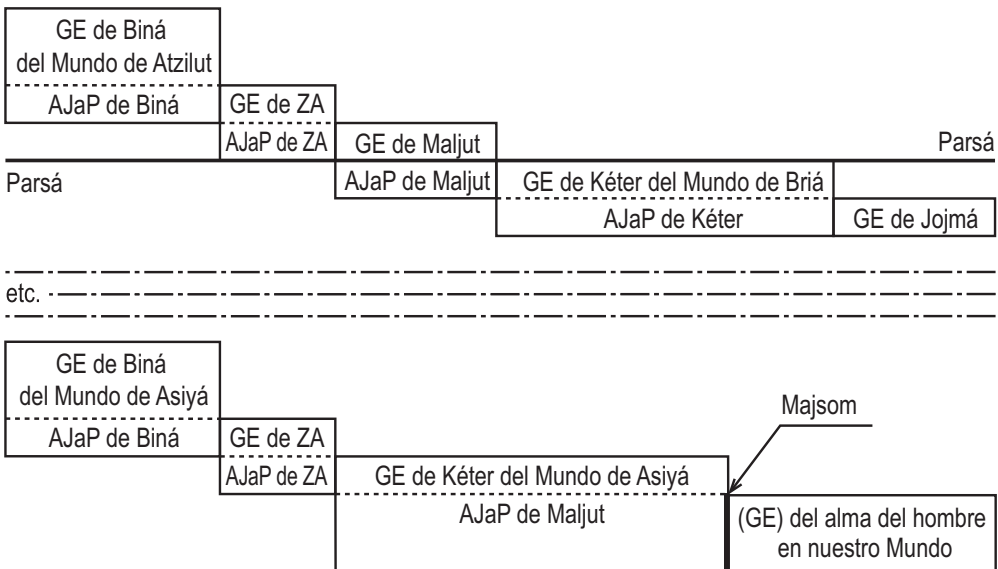 GE de Biná
del Mundo de Atzilut
AJaP de Biná
GE de ZA
AJaP de ZA
GE de Maljut
Parsá
Parsá
AJaP de Maljut
GE de Kéter del Mundo de Briá
AJaP de Kéter
GE de Jojmá
etc.
GE de Biná
del Mundo de Asiyá
AJaP de Biná
GE de ZA
AJaP de ZA
Majsom
GE de Kéter del Mundo de Asiyá
AJaP de Maljut
(GE) del alma del hombre
en nuestro Mundo